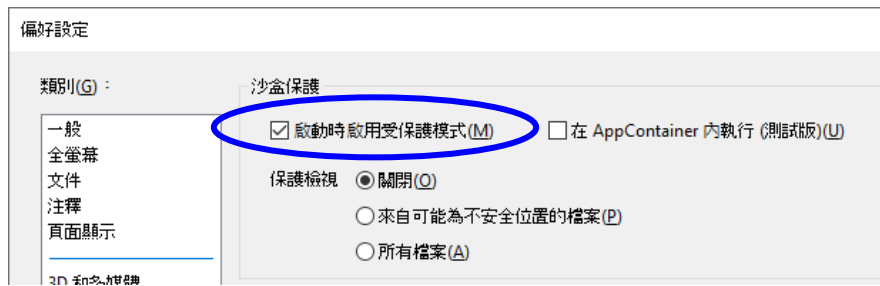 偏好設定
類別(G)：
一般
全螢幕
文件
注釋
頁面顯示
3D 和多媒體
沙盒保護
啟動時啟用受保護模式(M)
在 AppContainer 內執行 (測試版)(U)
保護檢視
關閉(O)
來自可能為不安全位置的檔案(P)
所有檔案(A)